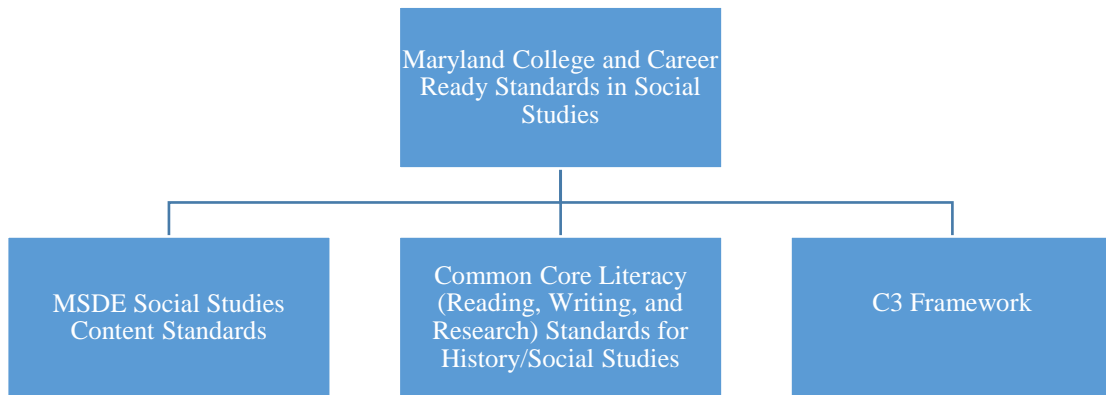 Maryland College and Career
Ready Standards in Social
Studies
MSDE Social Studies
Content Standards
Common Core Literacy
(Reading, Writing, and
Research) Standards for
History/Social Studies
C3 Framework